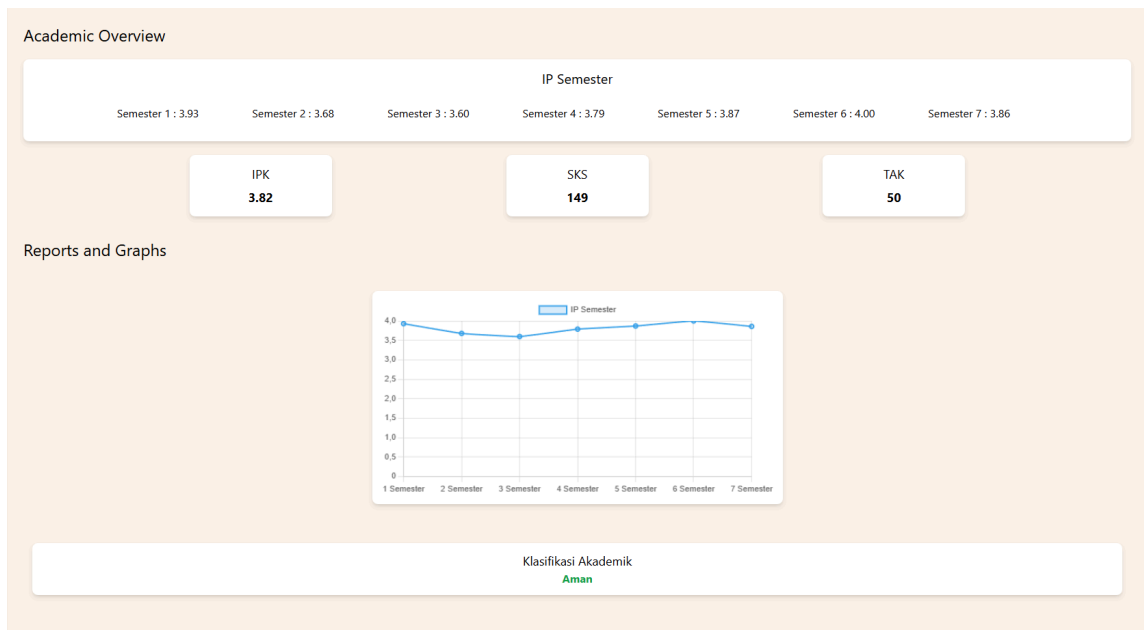 Academic Overview
IP Semester
Semester 1 : 3.93
Semester 2 : 3.68
Semester 3 : 3.60
Semester 4 : 3.79
Semester 5 : 3.87
Semester 6 : 4.00
Semester 7 : 3.86
IPK
3.82
SKS
149
TAK
50
Reports and Graphs
IP Semester
4,0
3,5
3,0
2,5
2,0
1,5
1,0
0,5
0
1 Semester
2 Semester
3 Semester
4 Semester
5 Semester
6 Semester
7 Semester
Klasifikasi Akademik
Aman